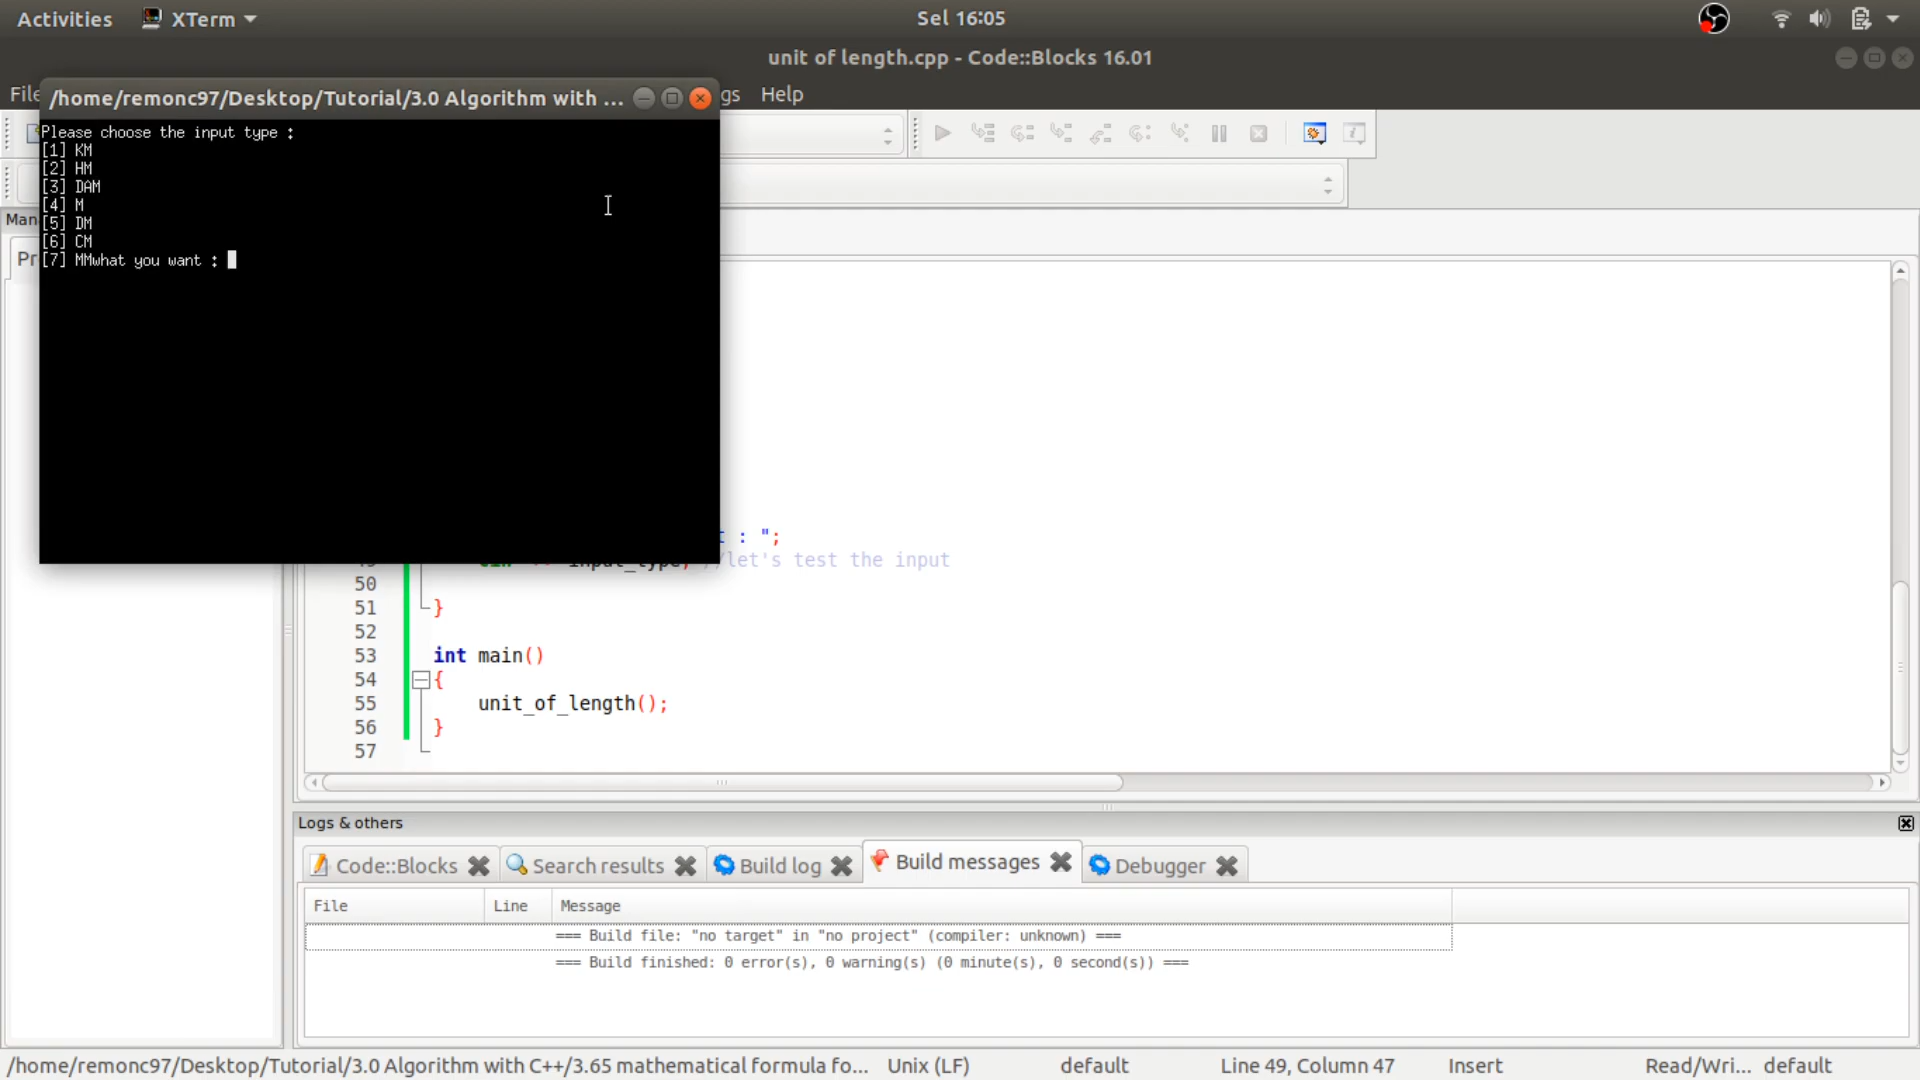 Activities XTerm Sel 16:05
unit of length.cpp - Code::Blocks 16.01
gs Help
/home/remonc97/Desktop/Tutorial/3.0 Algorithm with ...
Please choose the input type :
[1] KM
[2] HM
[3] DAM
[4] M
[5] DM
[6] CM
[7] MMwhat you want :
t : ";
//let's test the input
50
51 }
52
53 int main()
54 {
55 unit_of_length();
56 }
57
Logs & others
Code::Blocks Search results Build log Build messages Debugger
File Line Message
=== Build file: "no target" in "no project" (compiler: unknown) ===
=== Build finished: 0 error(s), 0 warning(s) (0 minute(s), 0 second(s)) ===
/home/remonc97/Desktop/Tutorial/3.0 Algorithm with C++/3.65 mathematical formula fo... Unix (LF) default Line 49, Column 47 Insert Read/Wri... default